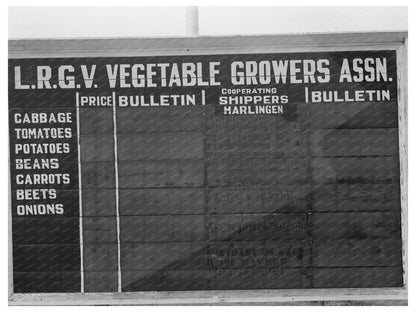 L.R.G.V. VEGETABLE GROWERS ASSN.
PRICE BULLETIN COOPERATING SHIPPERS HARLINGEN BULLETIN
CABBAGE
TOMATOES
POTATOES
BEANS
CARROTS
BEETS
ONIONS